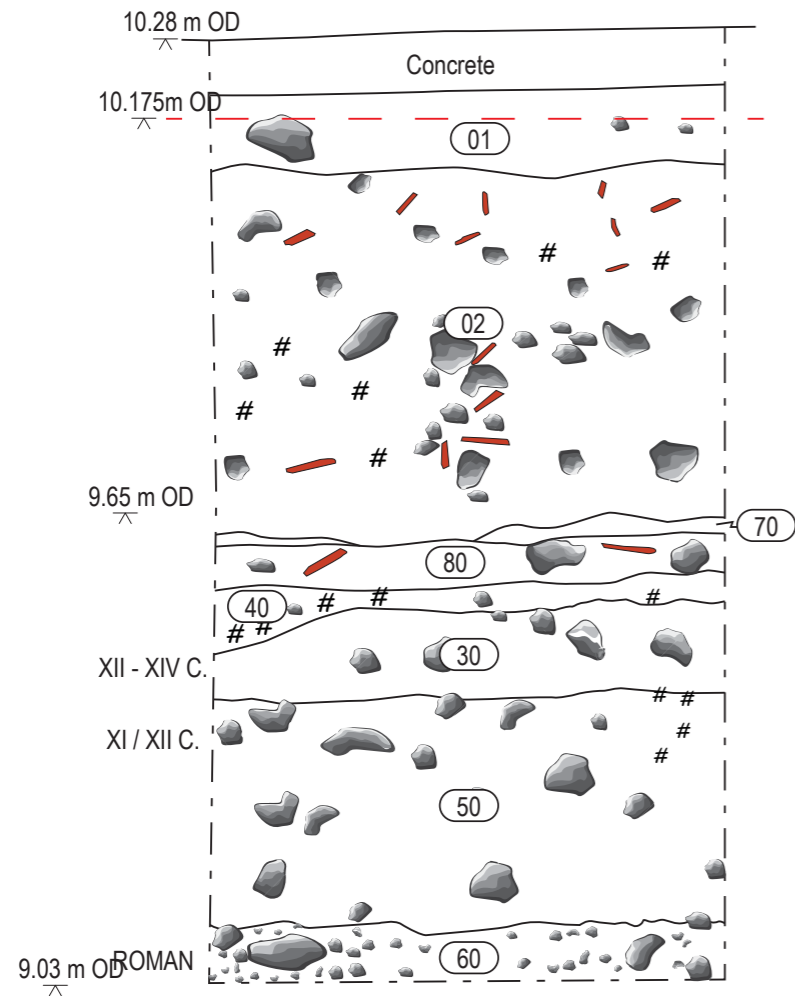 10.28 m OD
Concrete
10.175m OD
01
#
#
02
#
#
#
#
9.65 m OD
70
80
40
#
#
#
#
#
30
XII - XIV C.
#
#
XI / XII C.
#
#
50
ROMAN
60
9.03 m OD